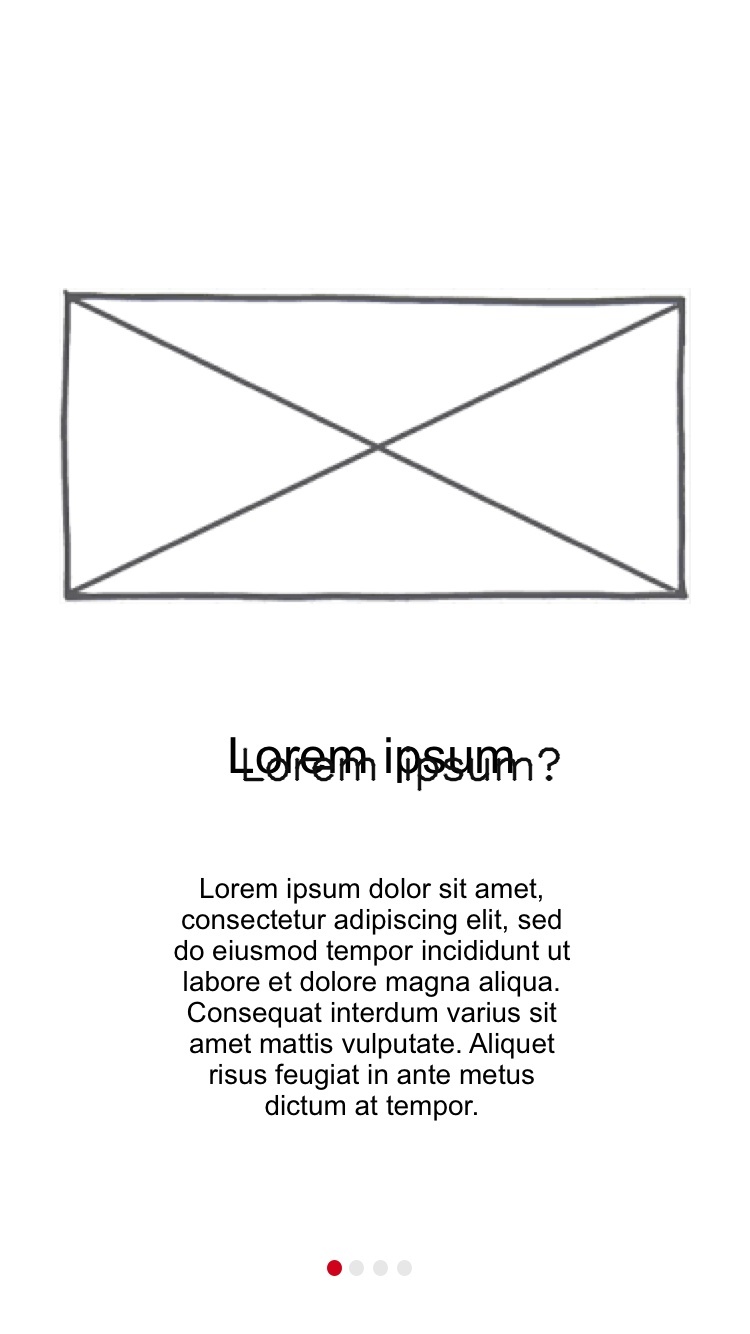 Lorem ipsum
Lorem ipsum?
Lorem ipsum dolor sit amet,
consectetur adipiscing elit, sed
do eiusmod tempor incididunt ut
labore et dolore magna aliqua.
Consequat interdum varius sit
amet mattis vulputate. Aliquet
risus feugiat in ante metus
dictum at tempor.